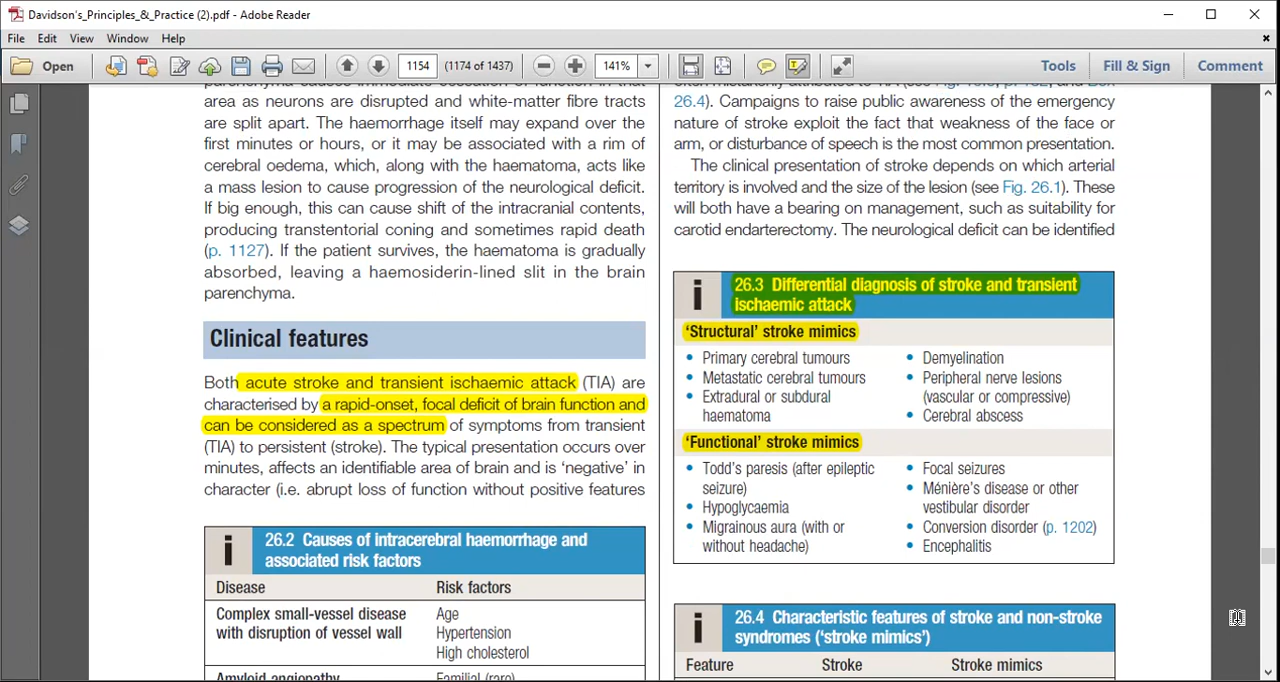 Davidson's_Principles_&_Practice (2).pdf - Adobe Reader
File Edit View Window Help
Open 1154 (1174 of 1437) 141% Tools Fill & Sign Comment
area as neurons are disrupted and white-matter fibre tracts
are split apart. The haemorrhage itself may expand over the
first minutes or hours, or it may be associated with a rim of
cerebral oedema, which, along with the haematoma, acts like
a mass lesion to cause progression of the neurological deficit.
If big enough, this can cause shift of the intracranial contents,
producing transtentorial coning and sometimes rapid death
(p. 1127). If the patient survives, the haematoma is gradually
absorbed, leaving a haemosiderin-lined slit in the brain
parenchyma.
Clinical features
Both acute stroke and transient ischaemic attack (TIA) are
characterised by a rapid-onset, focal deficit of brain function and
can be considered as a spectrum of symptoms from transient
(TIA) to persistent (stroke). The typical presentation occurs over
minutes, affects an identifiable area of brain and is ‘negative’ in
character (i.e. abrupt loss of function without positive features
i 26.2 Causes of intracerebral haemorrhage and
associated risk factors
Disease Risk factors
Complex small-vessel disease Age
with disruption of vessel wall Hypertension
High cholesterol
Amyloid angiopathy Familial (rare)
26.4). Campaigns to raise public awareness of the emergency
nature of stroke exploit the fact that weakness of the face or
arm, or disturbance of speech is the most common presentation.
The clinical presentation of stroke depends on which arterial
territory is involved and the size of the lesion (see Fig. 26.1). These
will both have a bearing on management, such as suitability for
carotid endarterectomy. The neurological deficit can be identified
i 26.3 Differential diagnosis of stroke and transient
ischaemic attack
‘Structural’ stroke mimics
• Primary cerebral tumours
• Metastatic cerebral tumours
• Extradural or subdural
haematoma
• Demyelination
• Peripheral nerve lesions
(vascular or compressive)
• Cerebral abscess
‘Functional’ stroke mimics
• Todd’s paresis (after epileptic
seizure)
• Hypoglycaemia
• Migrainous aura (with or
without headache)
• Focal seizures
• Ménière’s disease or other
vestibular disorder
• Conversion disorder (p. 1202)
• Encephalitis
i 26.4 Characteristic features of stroke and non-stroke
syndromes (‘stroke mimics’)
Feature Stroke Stroke mimics